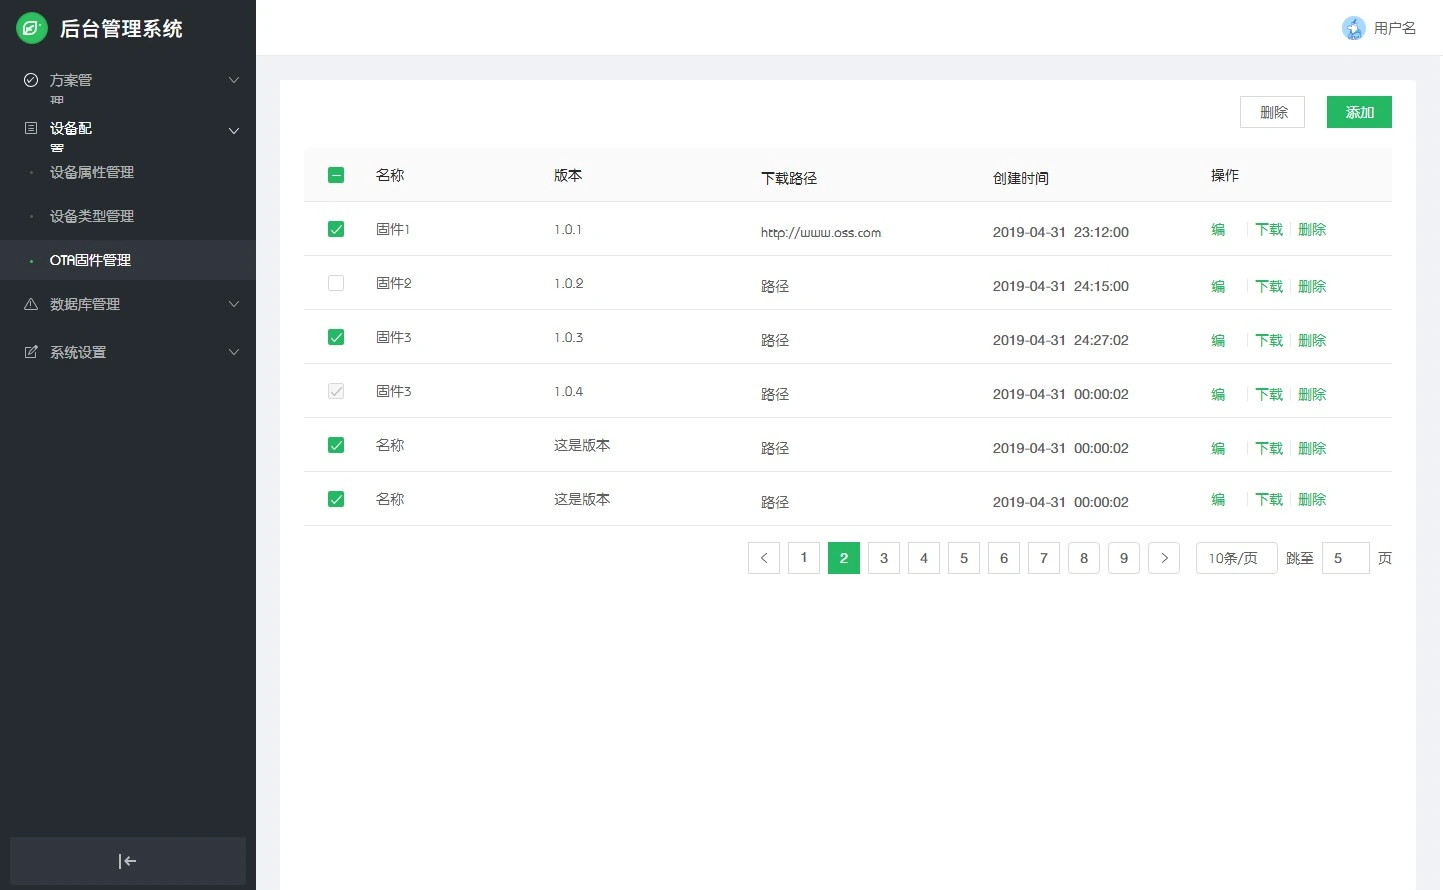 后台管理系统
用户名
方案管
理
设备配
置
设备属性管理
设备类型管理
OTA固件管理
数据库管理
系统设置
删除 添加
名称 版本 下载路径 创建时间 操作
固件1 1.0.1 http://www.oss.com 2019-04-31 23:12:00 编 下载 删除
固件2 1.0.2 路径 2019-04-31 24:15:00 编 下载 删除
固件3 1.0.3 路径 2019-04-31 24:27:02 编 下载 删除
固件3 1.0.4 路径 2019-04-31 00:00:02 编 下载 删除
名称 这是版本 路径 2019-04-31 00:00:02 编 下载 删除
名称 这是版本 路径 2019-04-31 00:00:02 编 下载 删除
1 2 3 4 5 6 7 8 9 10条/页 跳至 5 页